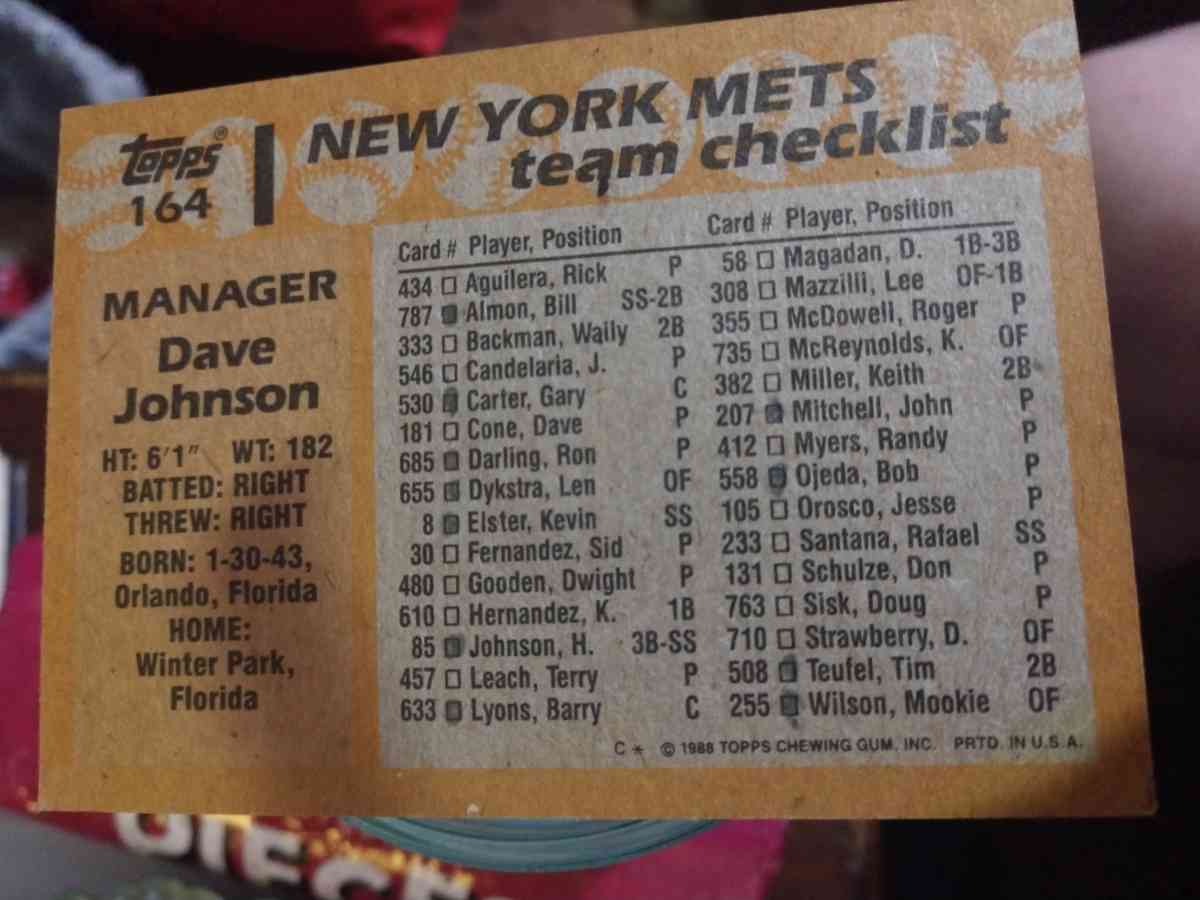 Topps®
164
NEW YORK METS
team checklist
MANAGER
Dave
Johnson
HT: 6'1" WT: 182
BATTED: RIGHT
THREW: RIGHT
BORN: 1-30-43,
Orlando, Florida
HOME:
Winter Park,
Florida
Card # Player, Position
434 □ Aguilera, Rick P
787 ■ Almon, Bill SS-2B
333 □ Backman, Wally 2B
546 □ Candelaria, J. P
530 ■ Carter, Gary C
181 □ Cone, Dave P
685 ■ Darling, Ron P
655 ■ Dykstra, Len OF
8 ■ Elster, Kevin SS
30 □ Fernandez, Sid P
480 □ Gooden, Dwight P
610 □ Hernandez, K. 1B
85 ■ Johnson, H. 3B-SS
457 □ Leach, Terry P
633 ■ Lyons, Barry C
Card # Player, Position
58 □ Magadan, D. 1B-3B
308 □ Mazzilli, Lee OF-1B
355 □ McDowell, Roger P
735 □ McReynolds, K. OF
382 □ Miller, Keith 2B
207 ■ Mitchell, John P
412 □ Myers, Randy P
558 ■ Ojeda, Bob P
105 □ Orosco, Jesse P
233 □ Santana, Rafael SS
131 □ Schulze, Don P
763 □ Sisk, Doug P
710 □ Strawberry, D. OF
508 ■ Teufel, Tim 2B
255 ■ Wilson, Mookie OF
C * © 1988 TOPPS CHEWING GUM, INC. PRTD. IN U.S.A.